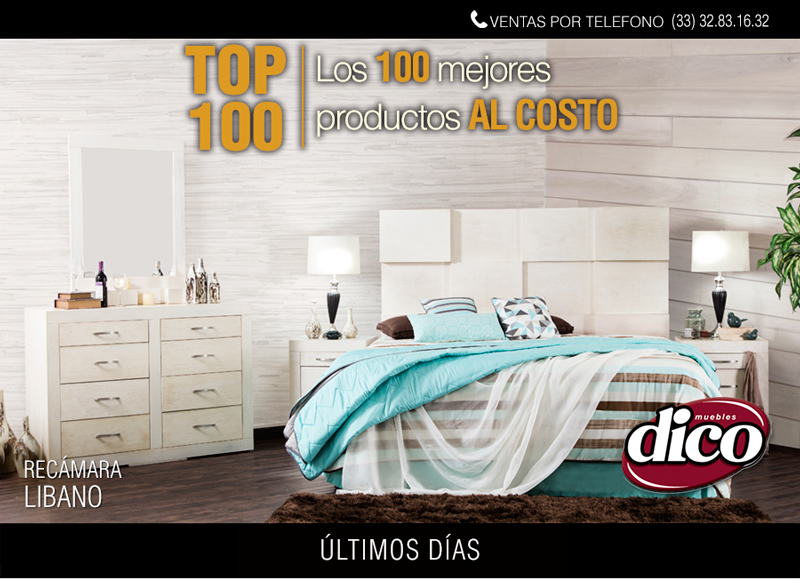 VENTAS POR TELEFONO (33) 32.83.16.32
TOP
100
Los 100 mejores
productos AL COSTO
muebles
dico
RECÁMARA
LIBANO
ÚLTIMOS DÍAS